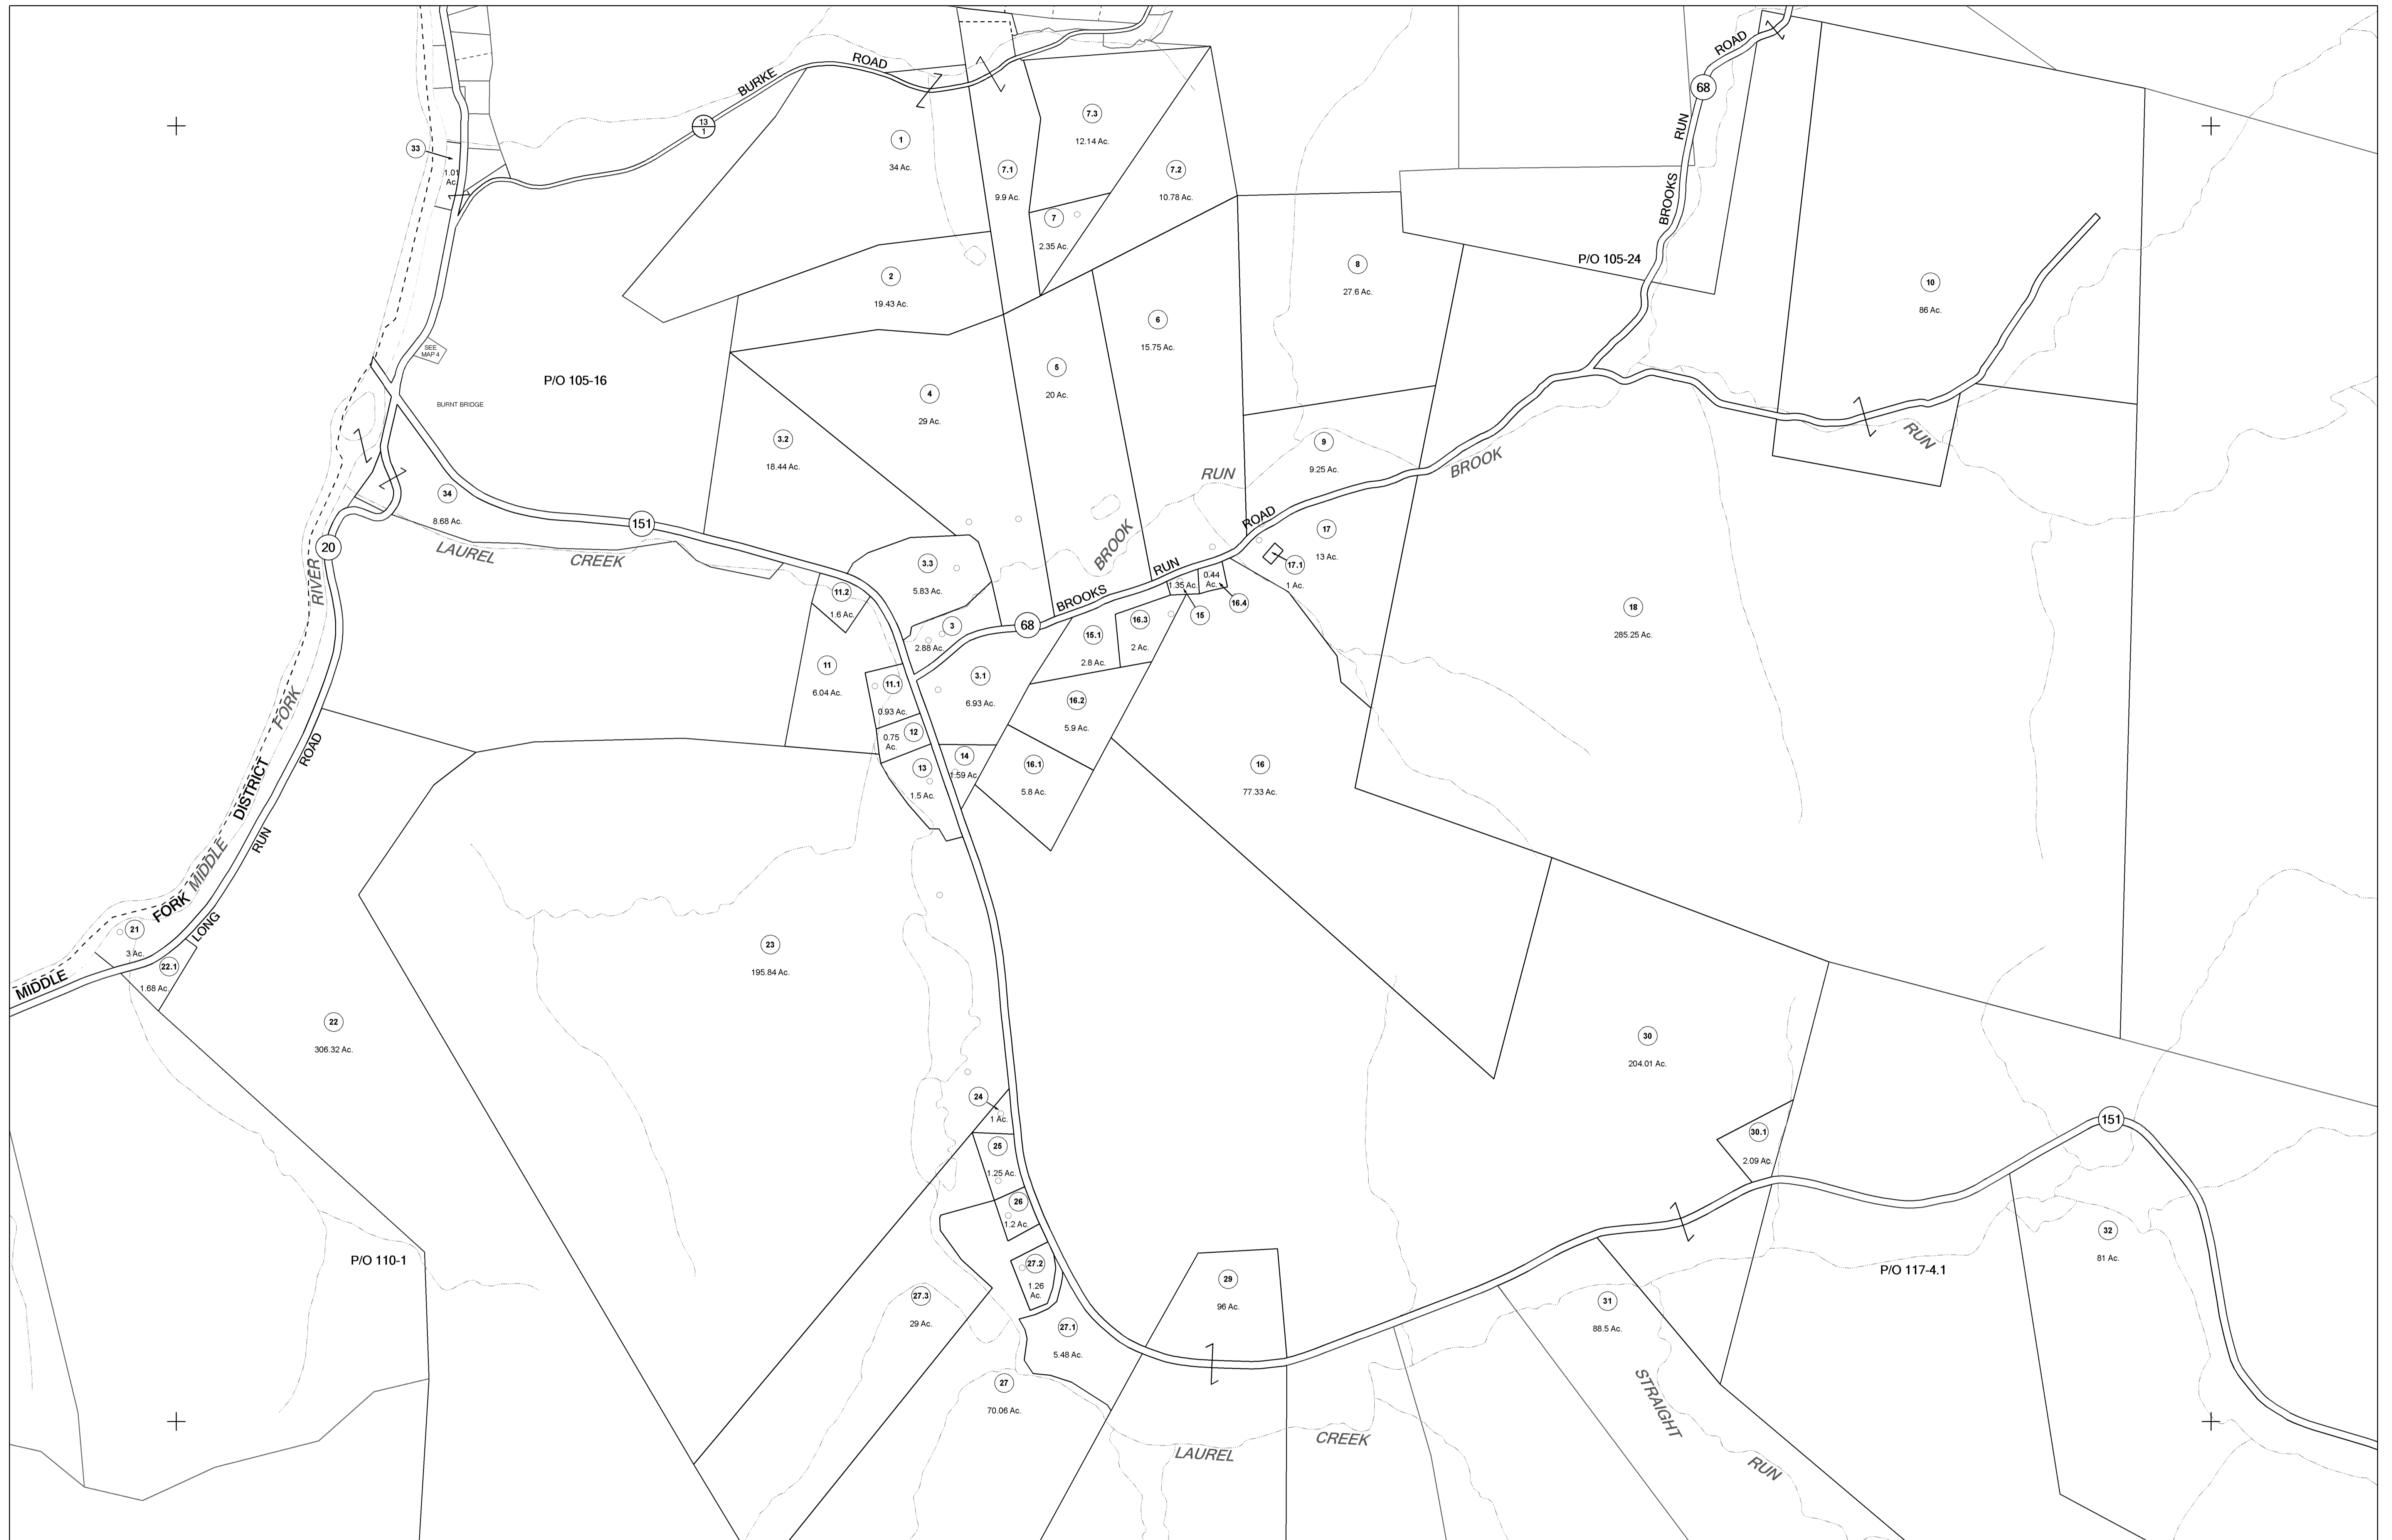 BURKE
ROAD
ROAD
68
13
1
33
1.01
Ac.
1
34 Ac.
7.3
12.14 Ac.
7.1
9.9 Ac.
7.2
10.78 Ac.
7
2.35 Ac.
RUN
BROOKS
P/O 105-24
8
27.6 Ac.
10
86 Ac.
2
19.43 Ac.
6
15.75 Ac.
SEE
MAP 4
P/O 105-16
BURNT BRIDGE
5
20 Ac.
4
29 Ac.
3.2
18.44 Ac.
9
9.25 Ac.
RUN
BROOK
RUN
34
8.68 Ac.
151
20
LAUREL
CREEK
BROOK
ROAD
17
13 Ac.
17.1
1 Ac.
RIVER
3.3
5.83 Ac.
11.2
1.6 Ac.
RUN
BROOKS
68
1.35 Ac.
0.44
Ac.
16.4
15
18
285.25 Ac.
3
2.88 Ac.
16.3
2 Ac.
15.1
2.8 Ac.
11
6.04 Ac.
11.1
0.93 Ac.
3.1
6.93 Ac.
16.2
5.9 Ac.
FORK
ROAD
0.75
Ac.
12
14
1.59 Ac.
13
1.5 Ac.
16.1
5.8 Ac.
16
77.33 Ac.
DISTRICT
RUN
MIDDLE
FORK
LONG
MIDDLE
21
3 Ac.
22.1
1.68 Ac.
23
195.84 Ac.
22
306.32 Ac.
30
204.01 Ac.
24
1 Ac.
25
1.25 Ac.
26
1.2 Ac.
30.1
2.09 Ac.
151
P/O 110-1
27.2
1.26
Ac.
27.3
29 Ac.
27.1
5.48 Ac.
29
96 Ac.
P/O 117-4.1
32
81 Ac.
31
88.5 Ac.
27
70.06 Ac.
LAUREL
CREEK
STRAIGHT
RUN